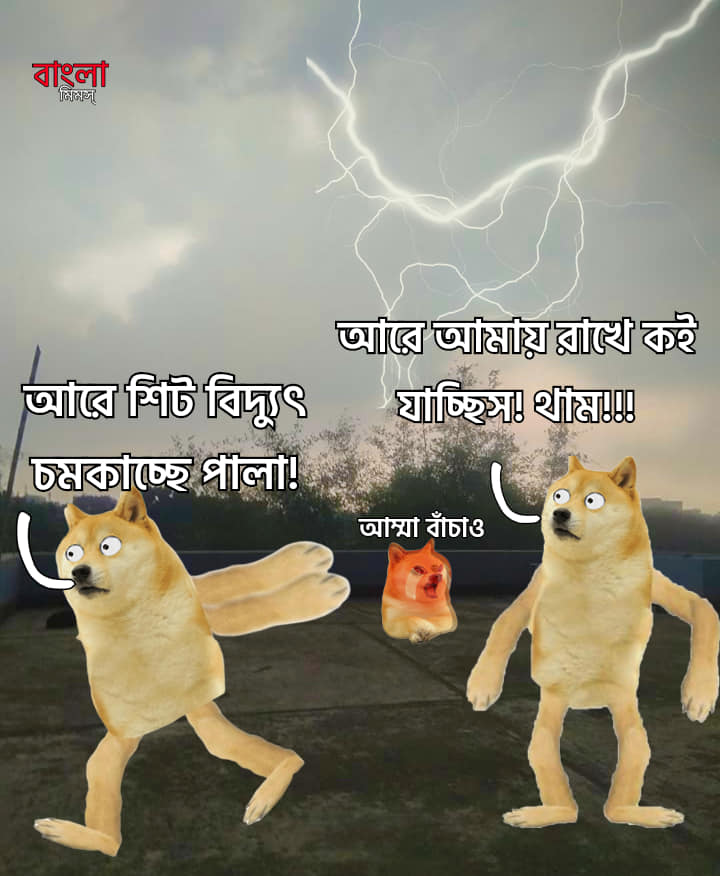 বাংলা
মিমস্
আরে আমায় রাখে কই
যাচ্ছিস! থাম!!!
আরে শিট বিদ্যুৎ
চমকাচ্ছে পালা!
আম্মা বাঁচাও